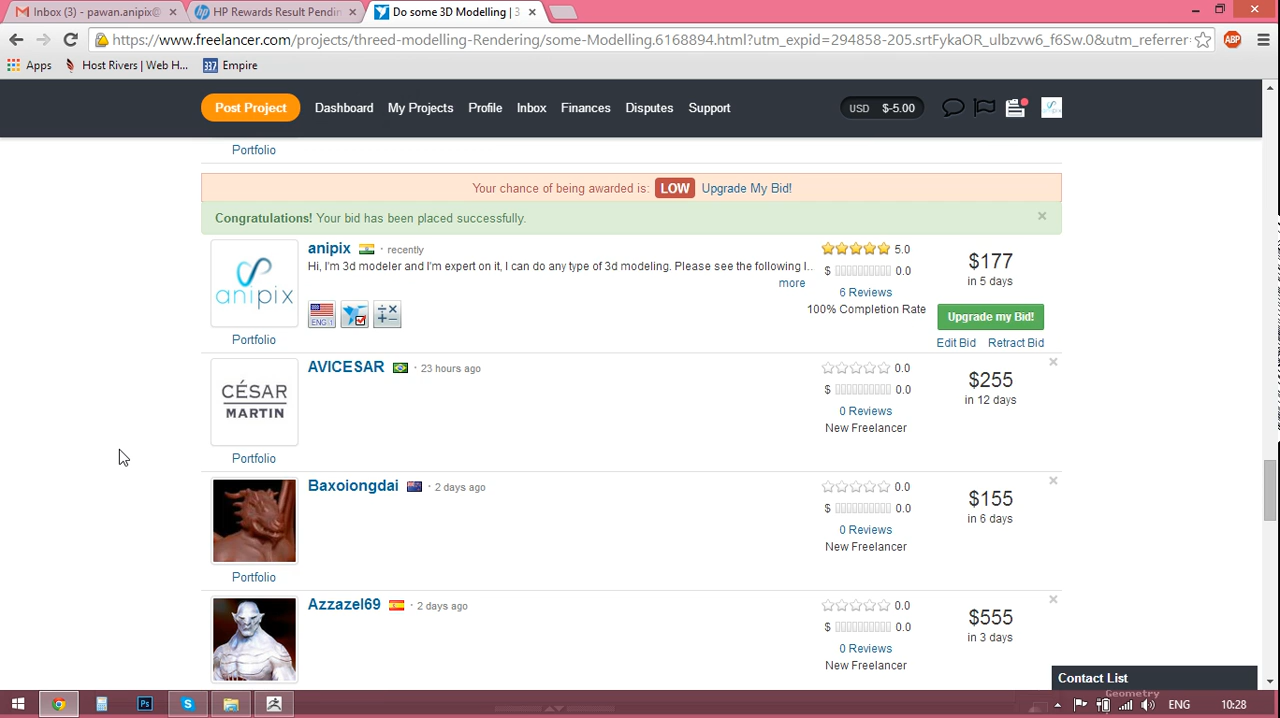 Inbox (3) - pawan.anipix@
HP Rewards Result Pendin
Do some 3D Modelling | 3
https://www.freelancer.com/projects/threed-modelling-Rendering/some-Modelling.6168894.html?utm_expid=294858-205.srtFykaOR_ulbzvw6_f6Sw.0&utm_referrer
ABP
Apps
Host Rivers | Web H...
337 Empire
Post Project
Dashboard
My Projects
Profile
Inbox
Finances
Disputes
Support
USD $-5.00
Portfolio
Your chance of being awarded is: LOW Upgrade My Bid!
Congratulations! Your bid has been placed successfully.
anipix
anipix · recently
Hi, I'm 3d modeler and I'm expert on it, I can do any type of 3d modeling. Please see the following l..
more
ENG 1
5.0
$ 0.0
6 Reviews
100% Completion Rate
$177
in 5 days
Upgrade my Bid!
Edit Bid Retract Bid
Portfolio
CÉSAR
MARTIN
AVICESAR · 23 hours ago
0.0
$ 0.0
0 Reviews
New Freelancer
$255
in 12 days
Portfolio
Baxoiongdai · 2 days ago
0.0
$ 0.0
0 Reviews
New Freelancer
$155
in 6 days
Portfolio
Azzazel69 · 2 days ago
0.0
$ 0.0
0 Reviews
New Freelancer
$555
in 3 days
Contact List
Geometry
Ps
ENG
10:28